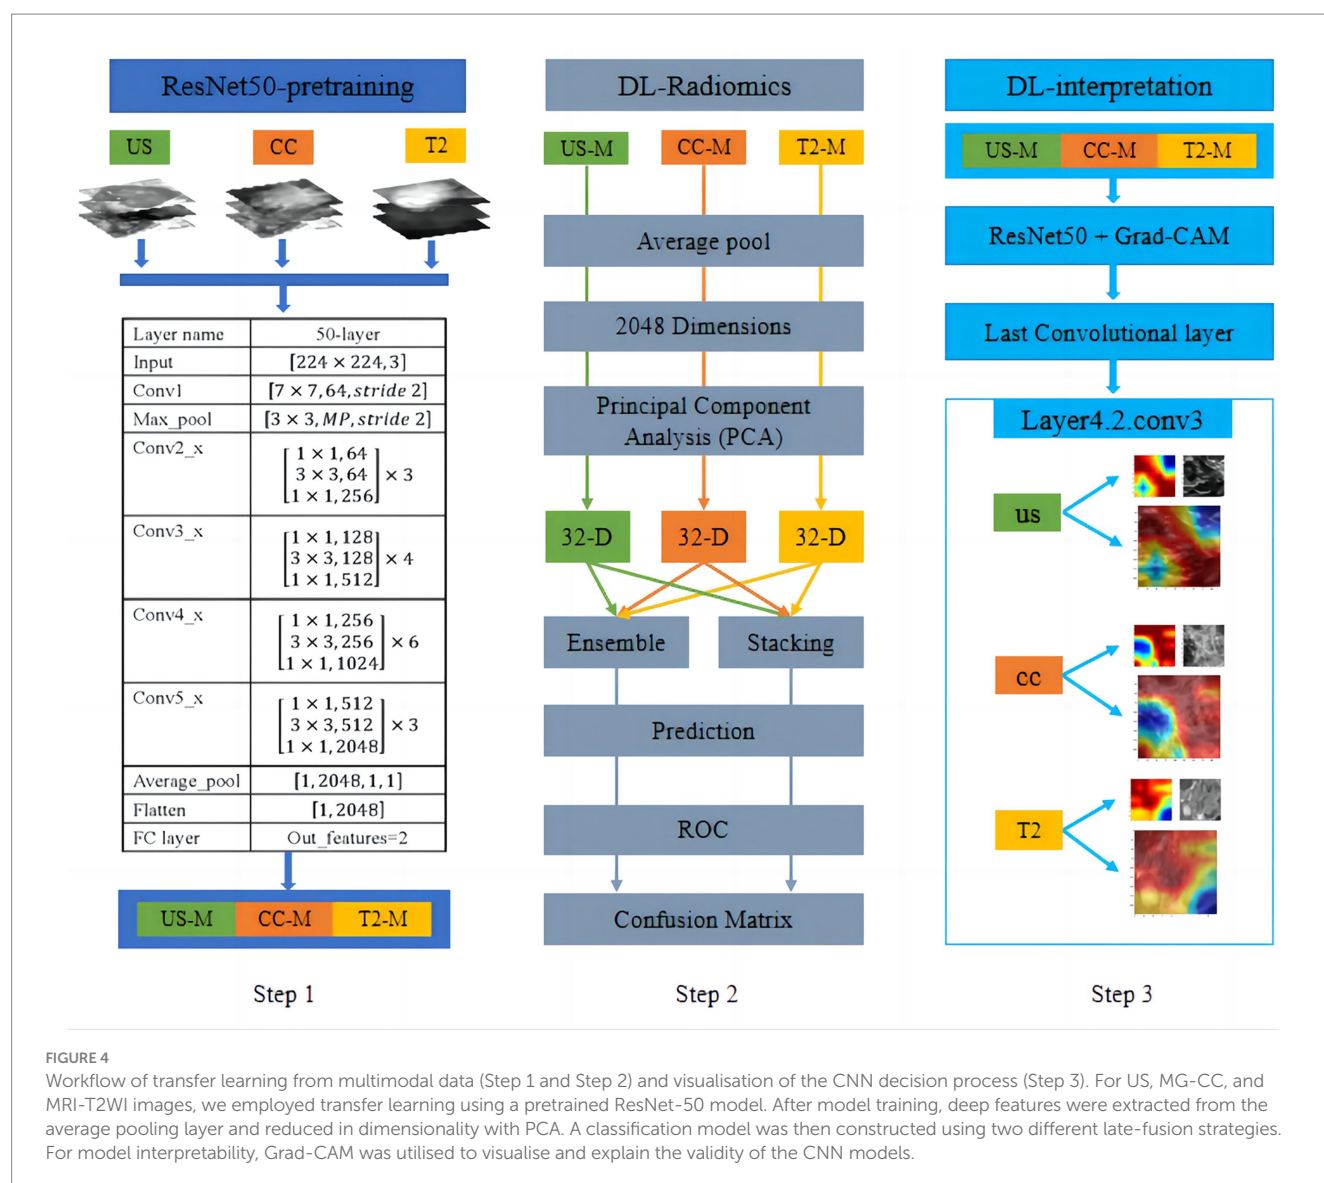 ResNet50-pretraining
US
CC
T2
Layer name 50-layer
Input [224 × 224, 3]
Conv1 [7 × 7, 64, stride 2]
Max_pool [3 × 3, MP, stride 2]
Conv2_x
1 × 1, 64
3 × 3, 64
1 × 1, 256
× 3
Conv3_x
1 × 1, 128
3 × 3, 128
1 × 1, 512
× 4
Conv4_x
1 × 1, 256
3 × 3, 256
1 × 1, 1024
× 6
Conv5_x
1 × 1, 512
3 × 3, 512
1 × 1, 2048
× 3
Average_pool [1, 2048, 1, 1]
Flatten [1, 2048]
FC layer Out_features=2
US-M CC-M T2-M
Step 1
DL-Radiomics
US-M CC-M T2-M
Average pool
2048 Dimensions
Principal Component
Analysis (PCA)
32-D 32-D 32-D
Ensemble Stacking
Prediction
ROC
Confusion Matrix
Step 2
DL-interpretation
US-M CC-M T2-M
ResNet50 + Grad-CAM
Last Convolutional layer
Layer4.2.conv3
us
cc
T2
Step 3
FIGURE 4
Workflow of transfer learning from multimodal data (Step 1 and Step 2) and visualisation of the CNN decision process (Step 3). For US, MG-CC, and
MRI-T2WI images, we employed transfer learning using a pretrained ResNet-50 model. After model training, deep features were extracted from the
average pooling layer and reduced in dimensionality with PCA. A classification model was then constructed using two different late-fusion strategies.
For model interpretability, Grad-CAM was utilised to visualise and explain the validity of the CNN models.